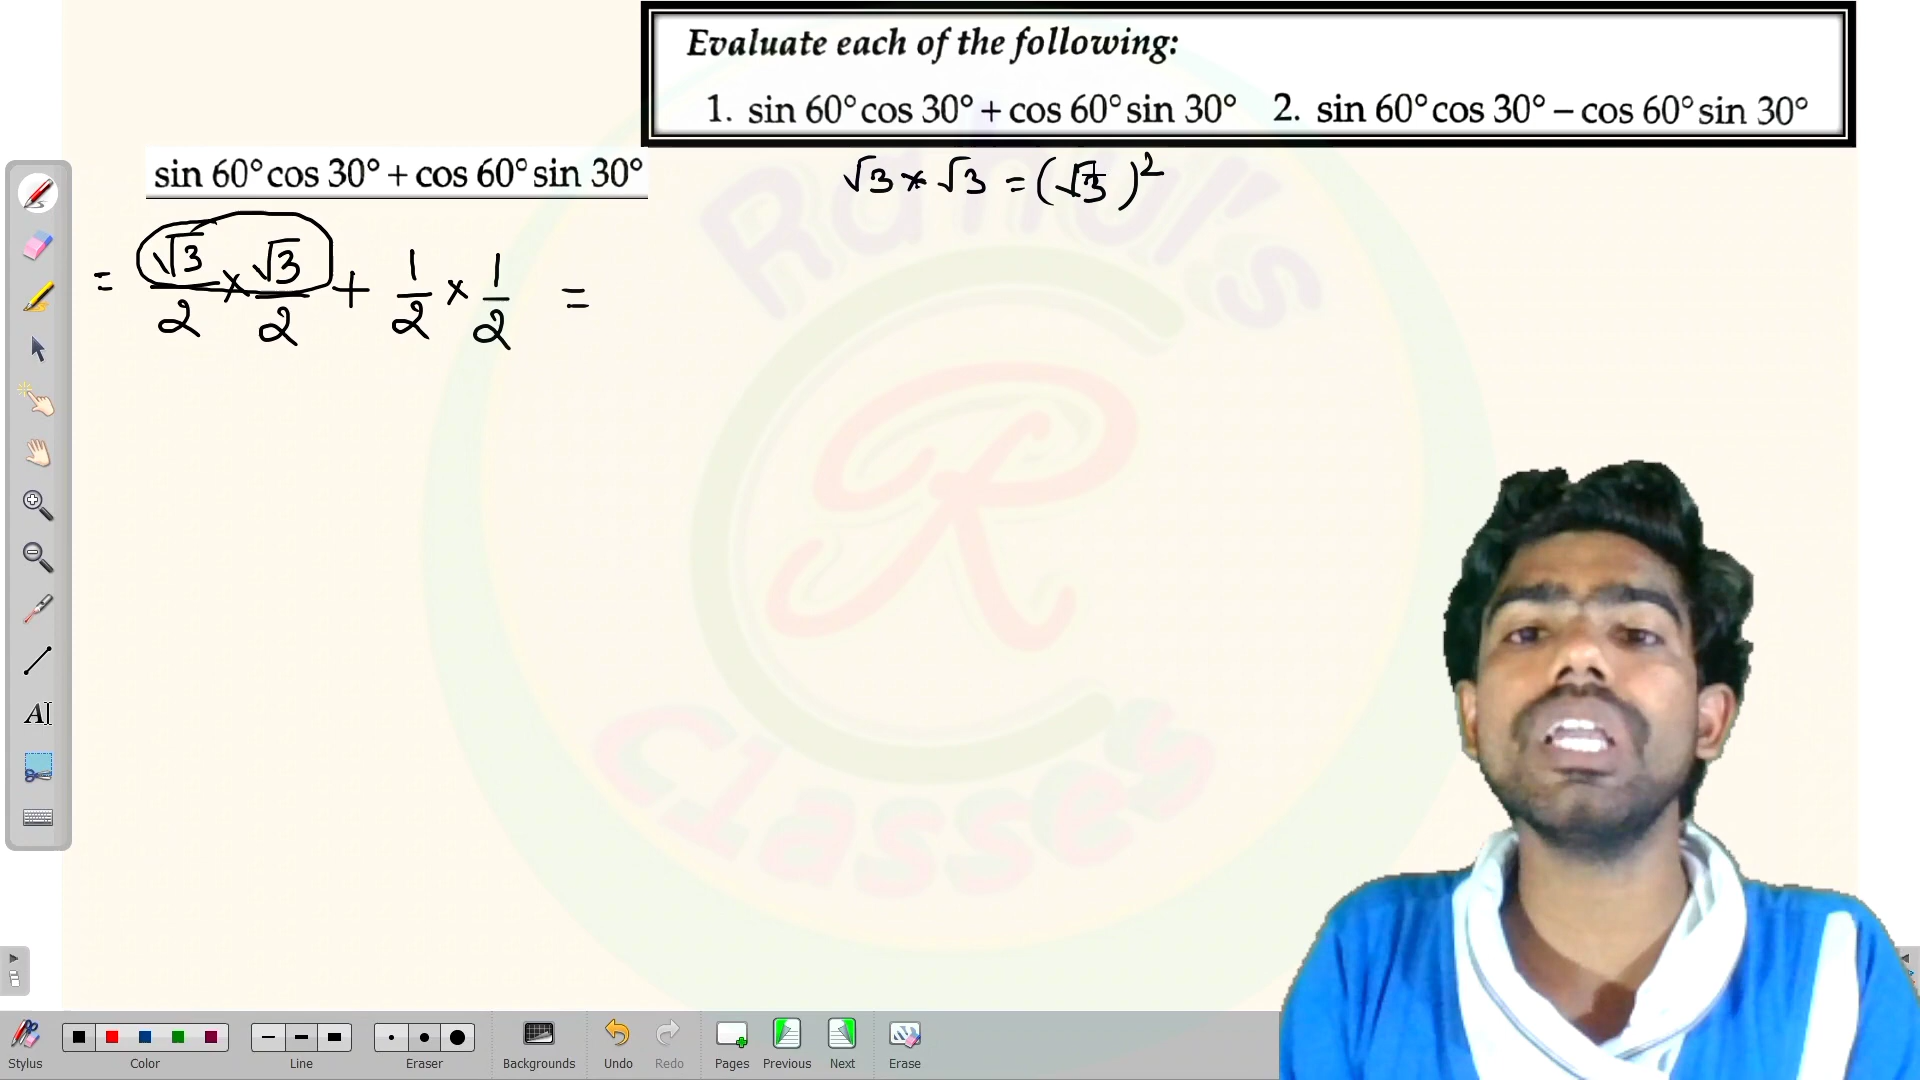 Evaluate each of the following:
1. sin 60° cos 30° + cos 60° sin 30° 2. sin 60° cos 30° – cos 60° sin 30°
sin 60° cos 30° + cos 60° sin 30°
√3 × √3 = (√3)²
= √3/2 × √3/2 + 1/2 × 1/2 =
Rahul's
R
Classes
AI
Stylus Color Line Eraser Backgrounds Undo Redo Pages Previous Next Erase